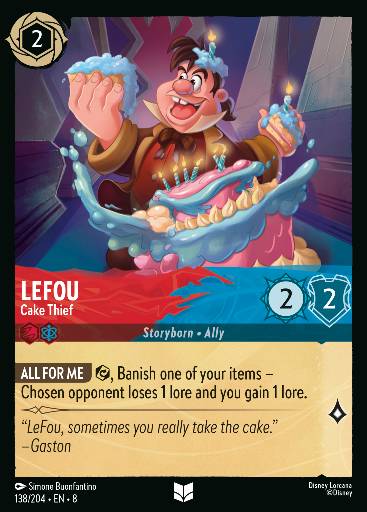 2
LEFOU
Cake Thief
2 2
Storyborn • Ally
ALL FOR ME , Banish one of your items –
Chosen opponent loses 1 lore and you gain 1 lore.
“LeFou, sometimes you really take the cake.”
–Gaston
Simone Buonfantino
138/204 • EN • 8
Disney Lorcana
©Disney